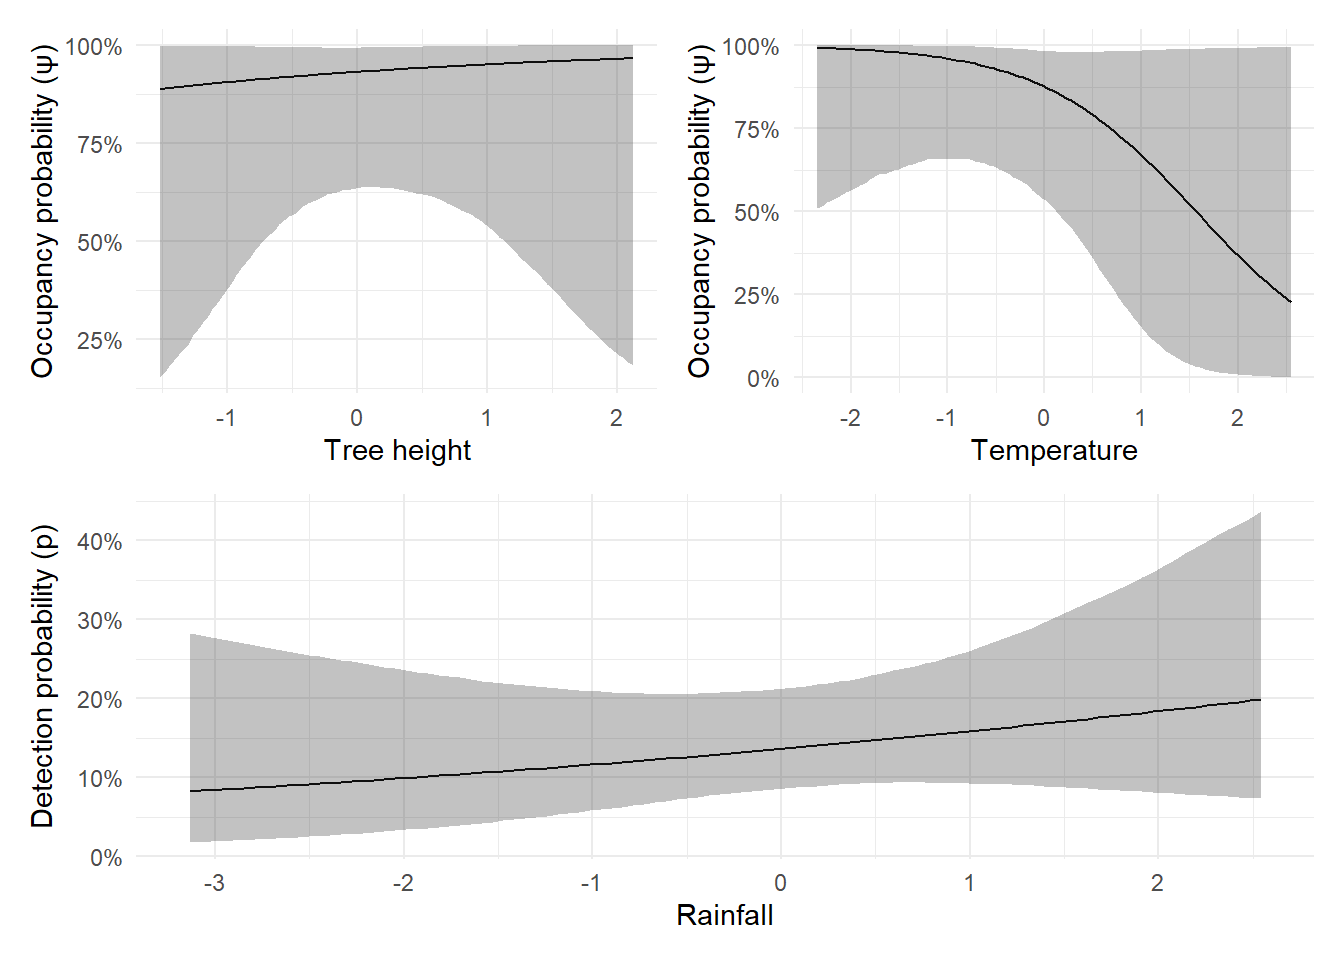 Occupancy probability (ψ)
100%
75%
50%
25%
-1 0 1 2
Tree height
Occupancy probability (ψ)
100%
75%
50%
25%
0%
-2 -1 0 1 2
Temperature
Detection probability (p)
40%
30%
20%
10%
0%
-3 -2 -1 0 1 2
Rainfall